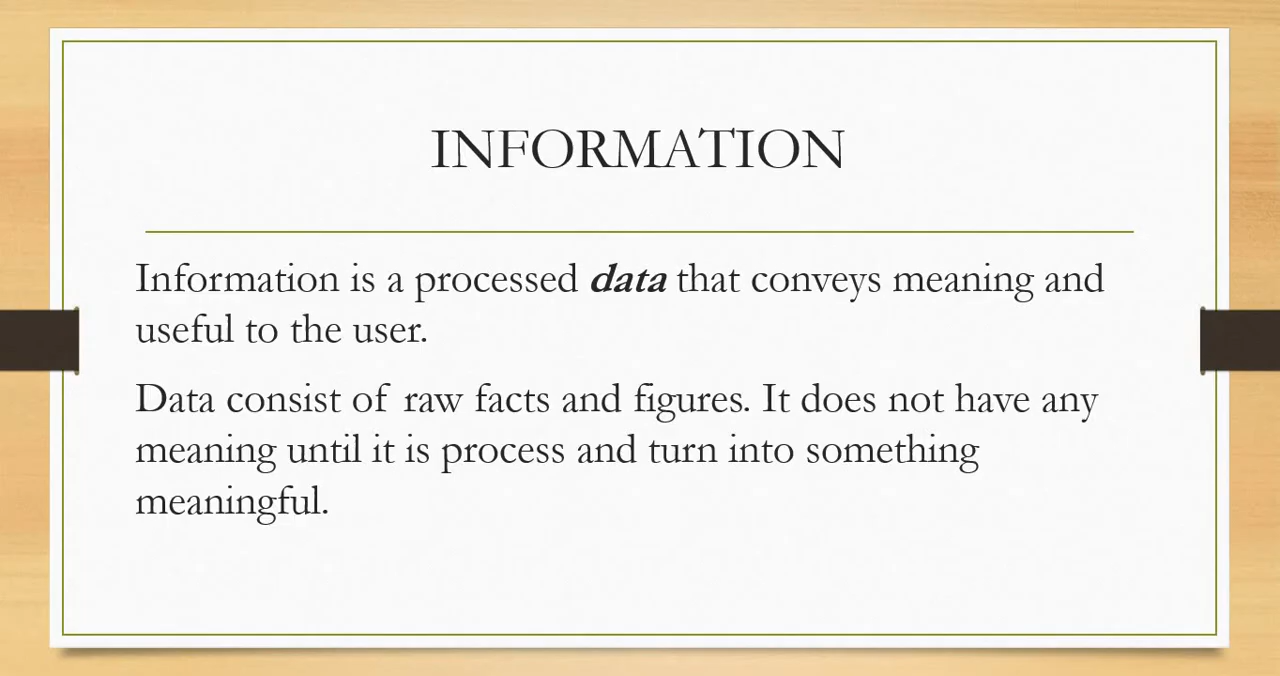 INFORMATION
Information is a processed data that conveys meaning and
useful to the user.
Data consist of raw facts and figures. It does not have any
meaning until it is process and turn into something
meaningful.